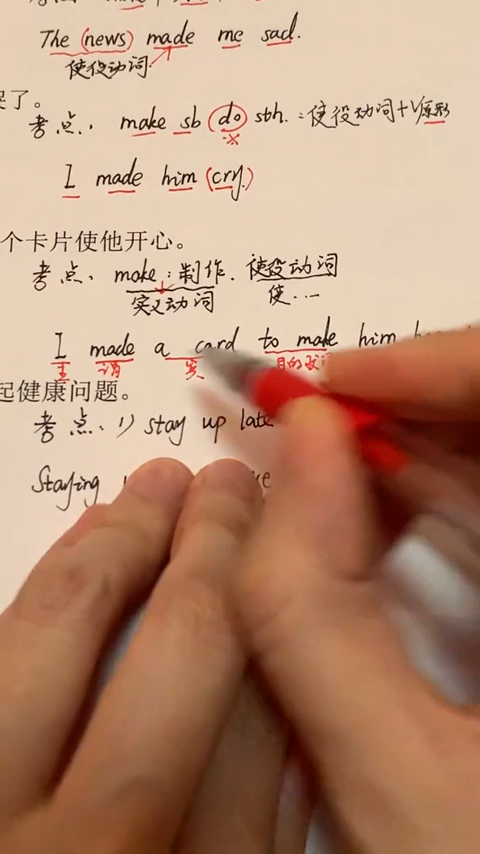 The (news) made me sad.
使役动词
哭了。
考点. make sb do sth. :使役动词+V原形
I made him (cry.)
个卡片使他开心。
考点. make:制作. 使役动词
实义动词 使...
I made a card to make him
主 谓 宾 目的状语
起健康问题。
考点. 1) stay up late
Staying